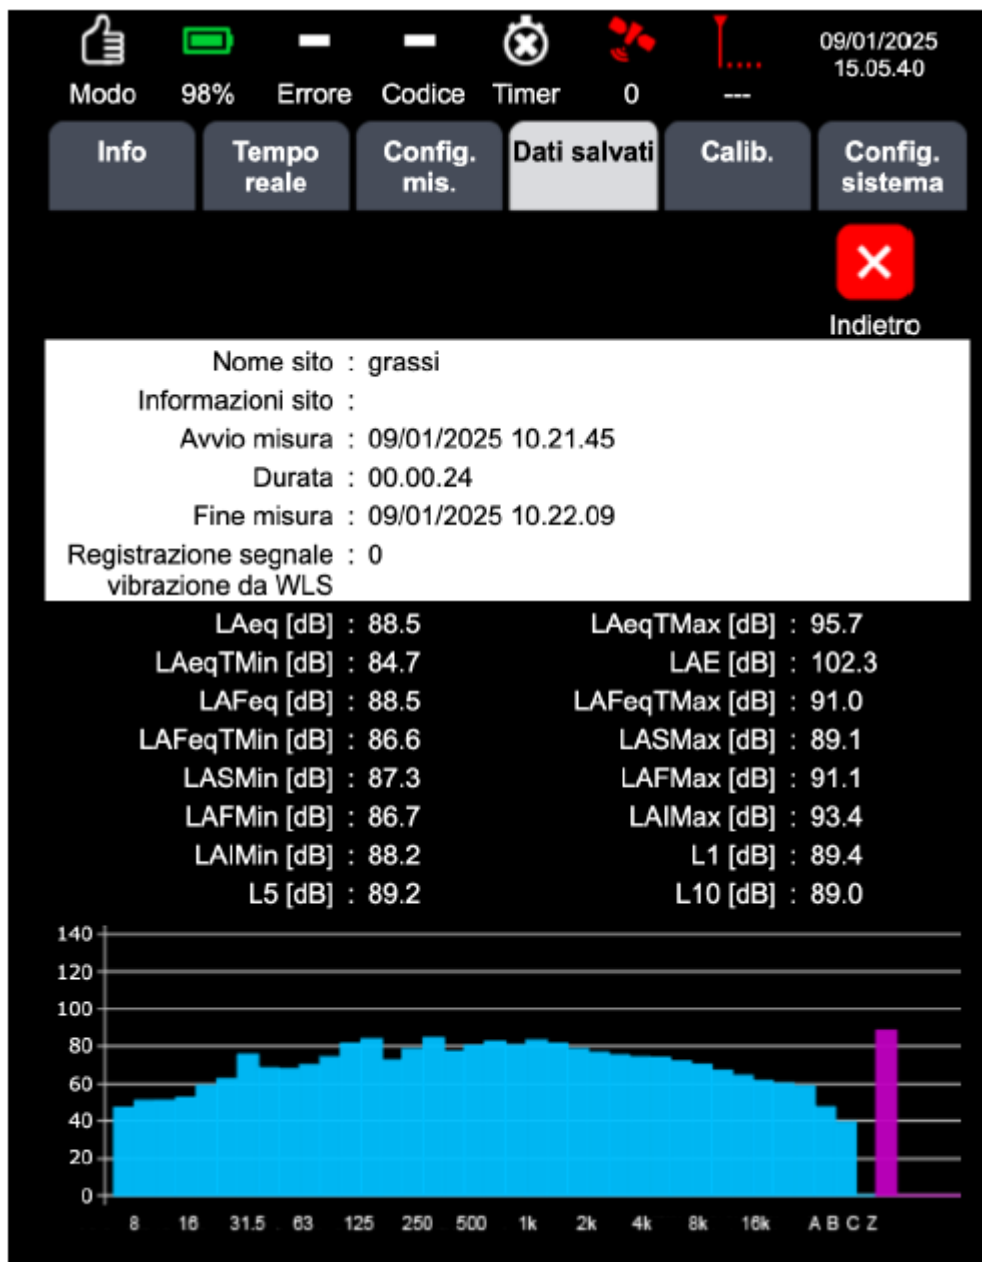 09/01/2025
15.05.40
Modo 98% Errore Codice Timer 0 ---
Info Tempo reale Config. mis. Dati salvati Calib. Config. sistema
Indietro
Nome sito : grassi
Informazioni sito :
Avvio misura : 09/01/2025 10.21.45
Durata : 00.00.24
Fine misura : 09/01/2025 10.22.09
Registrazione segnale : 0
vibrazione da WLS
LAeq [dB] : 88.5 LAeqTMax [dB] : 95.7
LAeqTMin [dB] : 84.7 LAE [dB] : 102.3
LAFeq [dB] : 88.5 LAFeqTMax [dB] : 91.0
LAFeqTMin [dB] : 86.6 LASMax [dB] : 89.1
LASMin [dB] : 87.3 LAFMax [dB] : 91.1
LAFMin [dB] : 86.7 LAIMax [dB] : 93.4
LAIMin [dB] : 88.2 L1 [dB] : 89.4
L5 [dB] : 89.2 L10 [dB] : 89.0
140
120
100
80
60
40
20
0
8 16 31.5 63 125 250 500 1k 2k 4k 8k 16k A B C Z